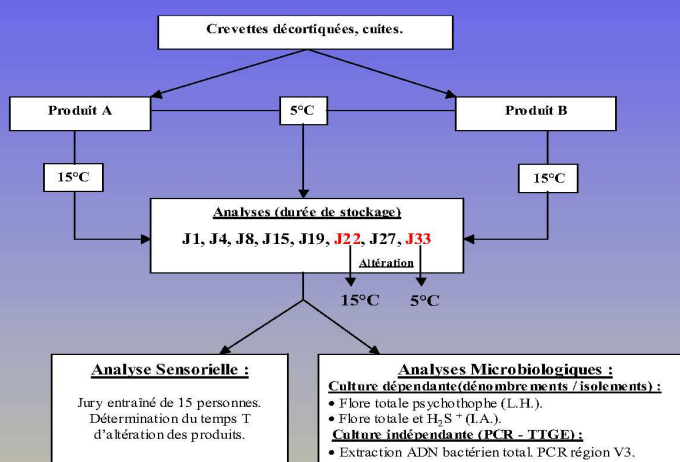 Crevettes décortiquées, cuites.
Produit A
5°C
Produit B
15°C
15°C
Analyses (durée de stockage)
J1, J4, J8, J15, J19, J22, J27, J33
Altération
15°C
5°C
Analyse Sensorielle :
Jury entraîné de 15 personnes.
Détermination du temps T
d'altération des produits.
Analyses Microbiologiques :
Culture dépendante(dénombrements / isolements) :
• Flore totale psychothophe (L.H.).
• Flore totale et H₂S ⁺ (I.A.).
Culture indépendante (PCR - TTGE) :
• Extraction ADN bactérien total. PCR région V3.